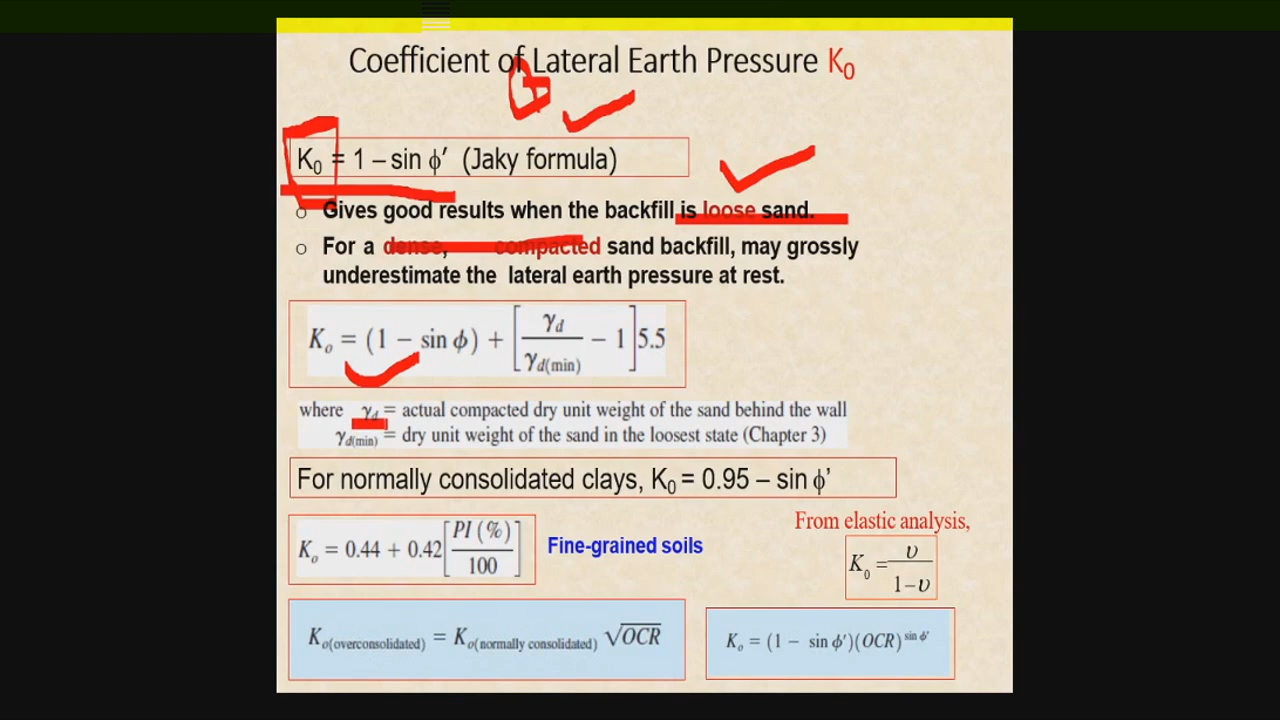 Coefficient of Lateral Earth Pressure K₀
K₀ = 1 – sin ϕ′ (Jaky formula)
o Gives good results when the backfill is loose sand.
o For a dense, compacted sand backfill, may grossly
underestimate the lateral earth pressure at rest.
Kₒ = (1 − sin ϕ) + [γd / γd(min) − 1]5.5
where γd = actual compacted dry unit weight of the sand behind the wall
γd(min) = dry unit weight of the sand in the loosest state (Chapter 3)
For normally consolidated clays, K₀ = 0.95 – sin ϕ'
From elastic analysis,
Kₒ = 0.44 + 0.42[PI (%) / 100]
Fine-grained soils
K₀ = υ / 1−υ
Ko(overconsolidated) = Ko(normally consolidated) √OCR
Kₒ = (1 − sin ϕ′)(OCR)^sin ϕ′